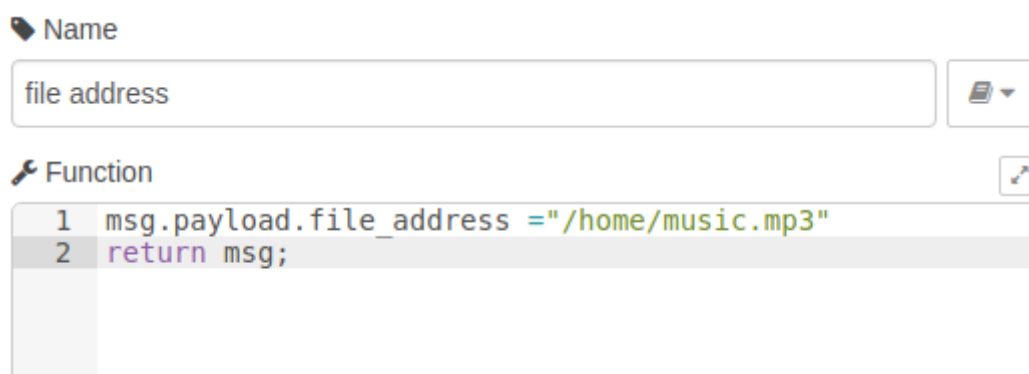 Name
file address
Function
1 msg.payload.file_address ="/home/music.mp3"
2 return msg;